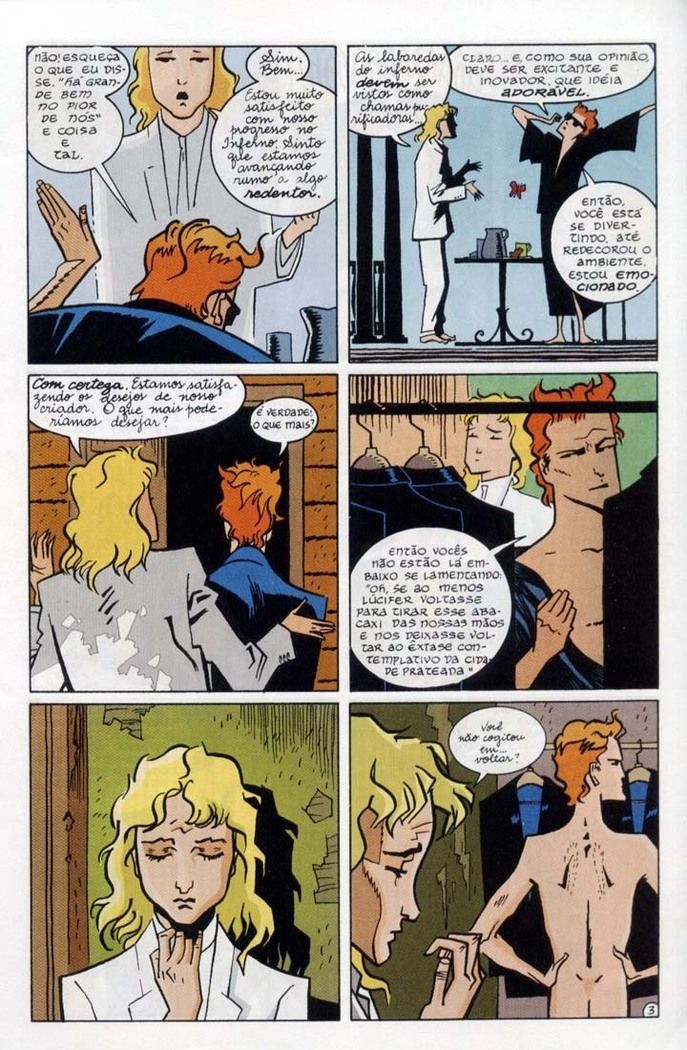 NÃO! ESQUEÇA
O QUE EU DIS-
SE. "HÁ GRAN-
DE BEM
NO PIOR
DE NÓS"
E COISA
E
TAL.
Sim.
Bem...
Estou muito
satisfeito
com nosso
progresso no
Inferno. Sinto
que estamos
avançando
rumo a algo
redentor.
As labaredas
do inferno
devem ser
vistas como
chamas pu-
rificadoras...
CLARO... E, COMO SUA OPINIÃO,
DEVE SER EXCITANTE E
INOVADOR. QUE IDÉIA
ADORÁVEL.
ENTÃO,
VOCÊ ESTÁ
SE DIVER-
TINDO. ATÉ
REDECOROU O
AMBIENTE.
ESTOU EMO-
CIONADO.
Com certeza. Estamos satisfa-
zendo os desejos de nosso
criador. O que mais pode-
ríamos desejar?
É VERDADE!
O QUE MAIS?
ENTÃO VOCÊS
NÃO ESTÃO LÁ EM-
BAIXO SE LAMENTANDO:
"OH, SE AO MENOS
LÚCIFER VOLTASSE
PARA TIRAR ESSE ABA-
CAXI DAS NOSSAS MÃOS
E NOS DEIXASSE VOL-
TAR AO ÊXTASE CON-
TEMPLATIVO DA CIDA-
DE PRATEADA"
Você
não cogitou
em...
voltar?
3